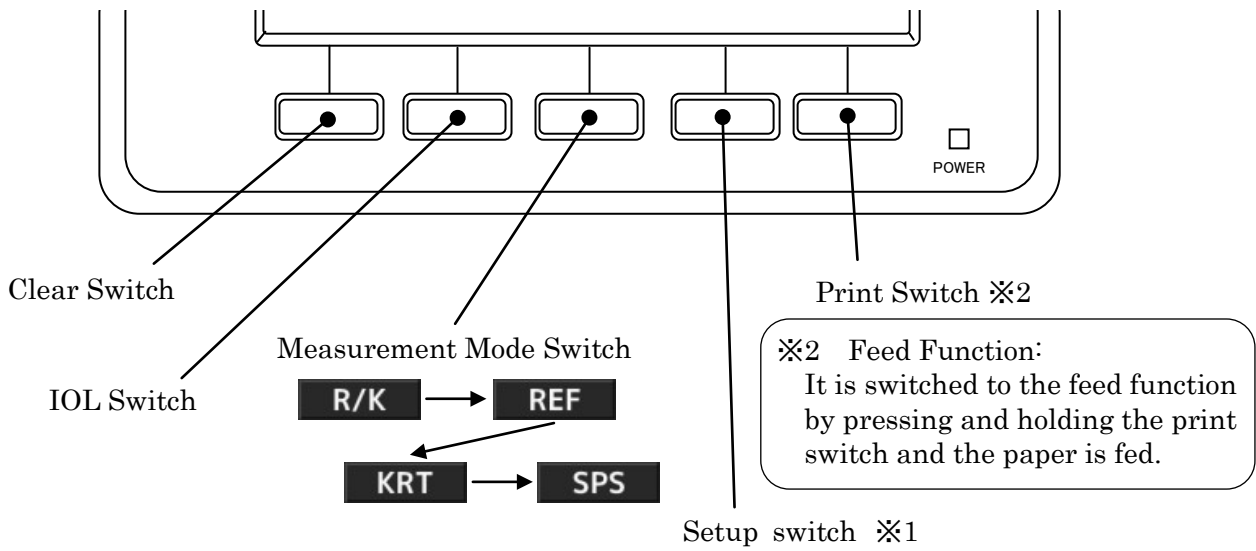 POWER
Clear Switch
Print Switch ※2
Measurement Mode Switch
IOL Switch
R/K
REF
KRT
SPS
※2 Feed Function:
It is switched to the feed function
by pressing and holding the print
switch and the paper is fed.
Setup switch ※1